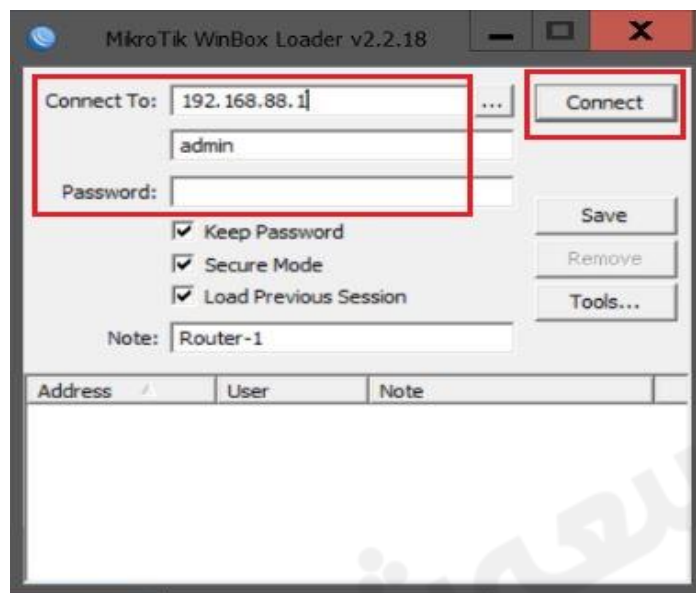 MikroTik WinBox Loader v2.2.18
Connect To: 192.168.88.1 ... Connect
admin
Password:
Keep Password
Save
Secure Mode
Remove
Load Previous Session
Tools...
Note: Router-1
Address User Note